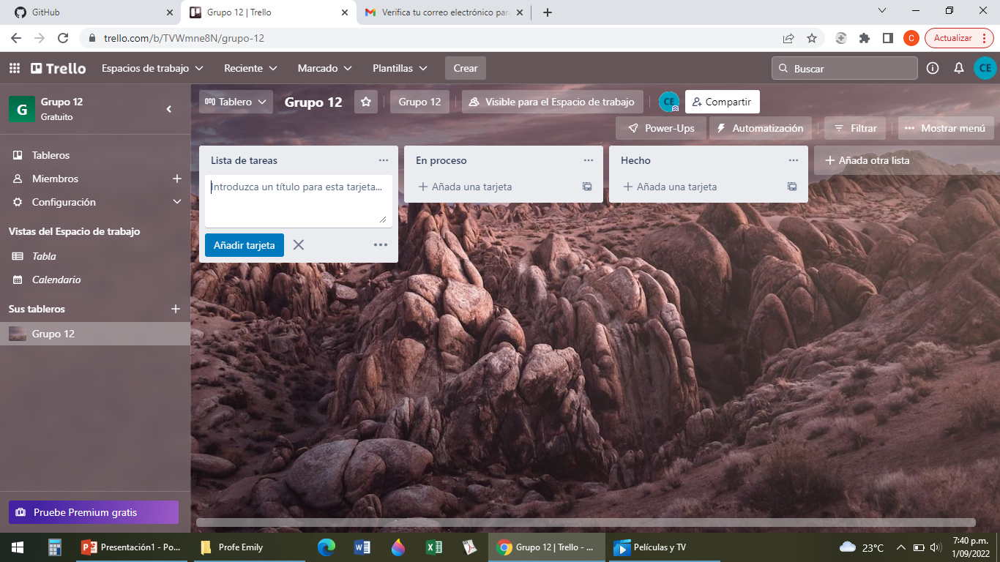 GitHub
Grupo 12 | Trello
Verifica tu correo electrónico para
trello.com/b/TVWmne8N/grupo-12
C
Actualizar
Trello
Espacios de trabajo
Reciente
Marcado
Plantillas
Crear
Buscar
CE
G
Grupo 12
Gratuito
Tablero
Grupo 12
Grupo 12
Visible para el Espacio de trabajo
CE
Compartir
Power-Ups
Automatización
Filtrar
Mostrar menú
Tableros
Miembros
Configuración
Vistas del Espacio de trabajo
Tabla
Calendario
Sus tableros
Grupo 12
Pruebe Premium gratis
Lista de tareas
Introduzca un título para esta tarjeta...
Añadir tarjeta
En proceso
Añada una tarjeta
Hecho
Añada una tarjeta
Añada otra lista
Presentación1 - Po...
Profe Emily
Grupo 12 | Trello - ...
Películas y TV
23°C
7:40 p.m.
1/09/2022